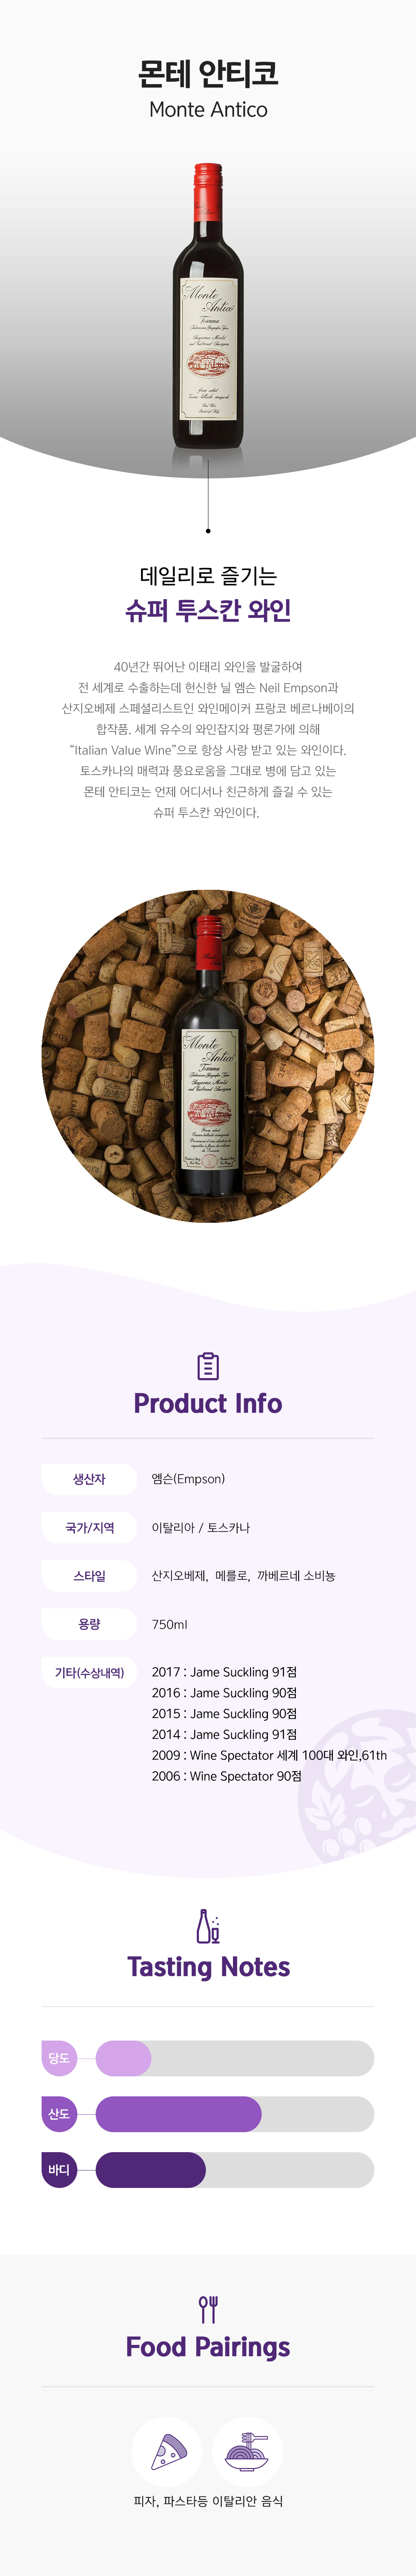 몬테 안티코
Monte Antico
Monte
Antico
Toscana
Sangiovese, Merlot
and Cabernet Sauvignon
데일리로 즐기는
슈퍼 투스칸 와인
40년간 뛰어난 이태리 와인을 발굴하여
전 세계로 수출하는데 헌신한 닐 엠슨 Neil Empson과
산지오베제 스페셜리스트인 와인메이커 프랑코 베르나베이의
합작품. 세계 유수의 와인잡지와 평론가에 의해
“Italian Value Wine”으로 항상 사랑 받고 있는 와인이다.
토스카나의 매력과 풍요로움을 그대로 병에 담고 있는
몬테 안티코는 언제 어디서나 친근하게 즐길 수 있는
슈퍼 투스칸 와인이다.
Monte
Antico
Toscana
Sangiovese, Merlot
and Cabernet Sauvignon
Product Info
생산자 엠슨(Empson)
국가/지역 이탈리아 / 토스카나
스타일 산지오베제, 메를로, 까베르네 소비뇽
용량 750ml
기타(수상내역) 2017 : Jame Suckling 91점
2016 : Jame Suckling 90점
2015 : Jame Suckling 90점
2014 : Jame Suckling 91점
2009 : Wine Spectator 세계 100대 와인,61th
2006 : Wine Spectator 90점
Tasting Notes
당도
산도
바디
Food Pairings
피자, 파스타등 이탈리안 음식